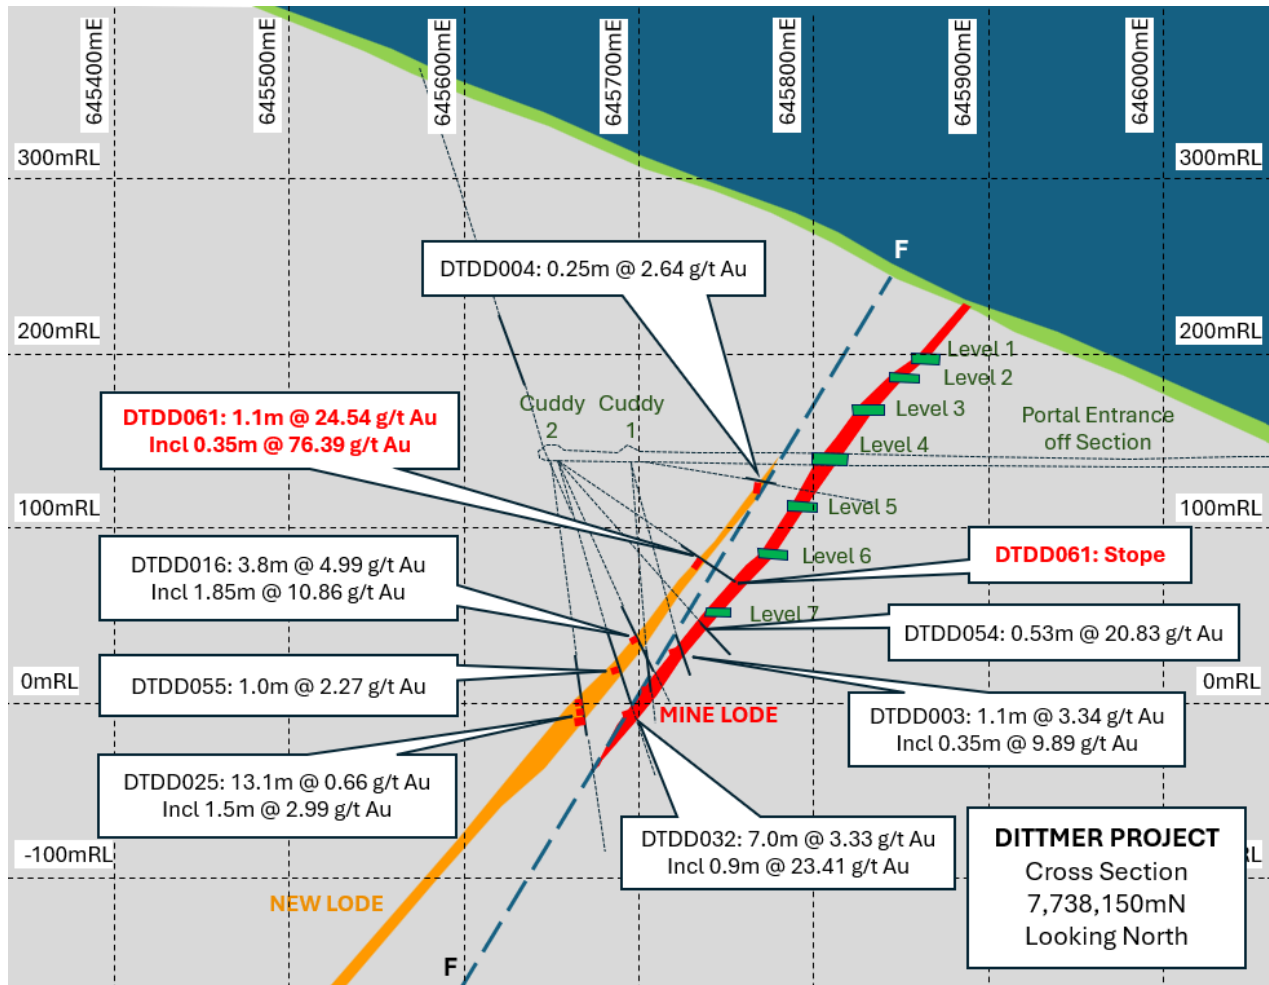 645400mE
645500mE
645600mE
645700mE
645800mE
645900mE
646000mE
300mRL
300mRL
F
DTDD004: 0.25m @ 2.64 g/t Au
200mRL
200mRL
Level 1
Level 2
Level 3
Cuddy
2
Cuddy
1
DTDD061: 1.1m @ 24.54 g/t Au
Incl 0.35m @ 76.39 g/t Au
Portal Entrance
off Section
Level 4
100mRL
100mRL
Level 5
Level 6
DTDD061: Stope
DTDD016: 3.8m @ 4.99 g/t Au
Incl 1.85m @ 10.86 g/t Au
Level 7
DTDD054: 0.53m @ 20.83 g/t Au
0mRL
0mRL
DTDD055: 1.0m @ 2.27 g/t Au
MINE LODE
DTDD003: 1.1m @ 3.34 g/t Au
Incl 0.35m @ 9.89 g/t Au
DTDD025: 13.1m @ 0.66 g/t Au
Incl 1.5m @ 2.99 g/t Au
DTDD032: 7.0m @ 3.33 g/t Au
Incl 0.9m @ 23.41 g/t Au
-100mRL
NEW LODE
F
DITTMER PROJECT
Cross Section
7,738,150mN
Looking North